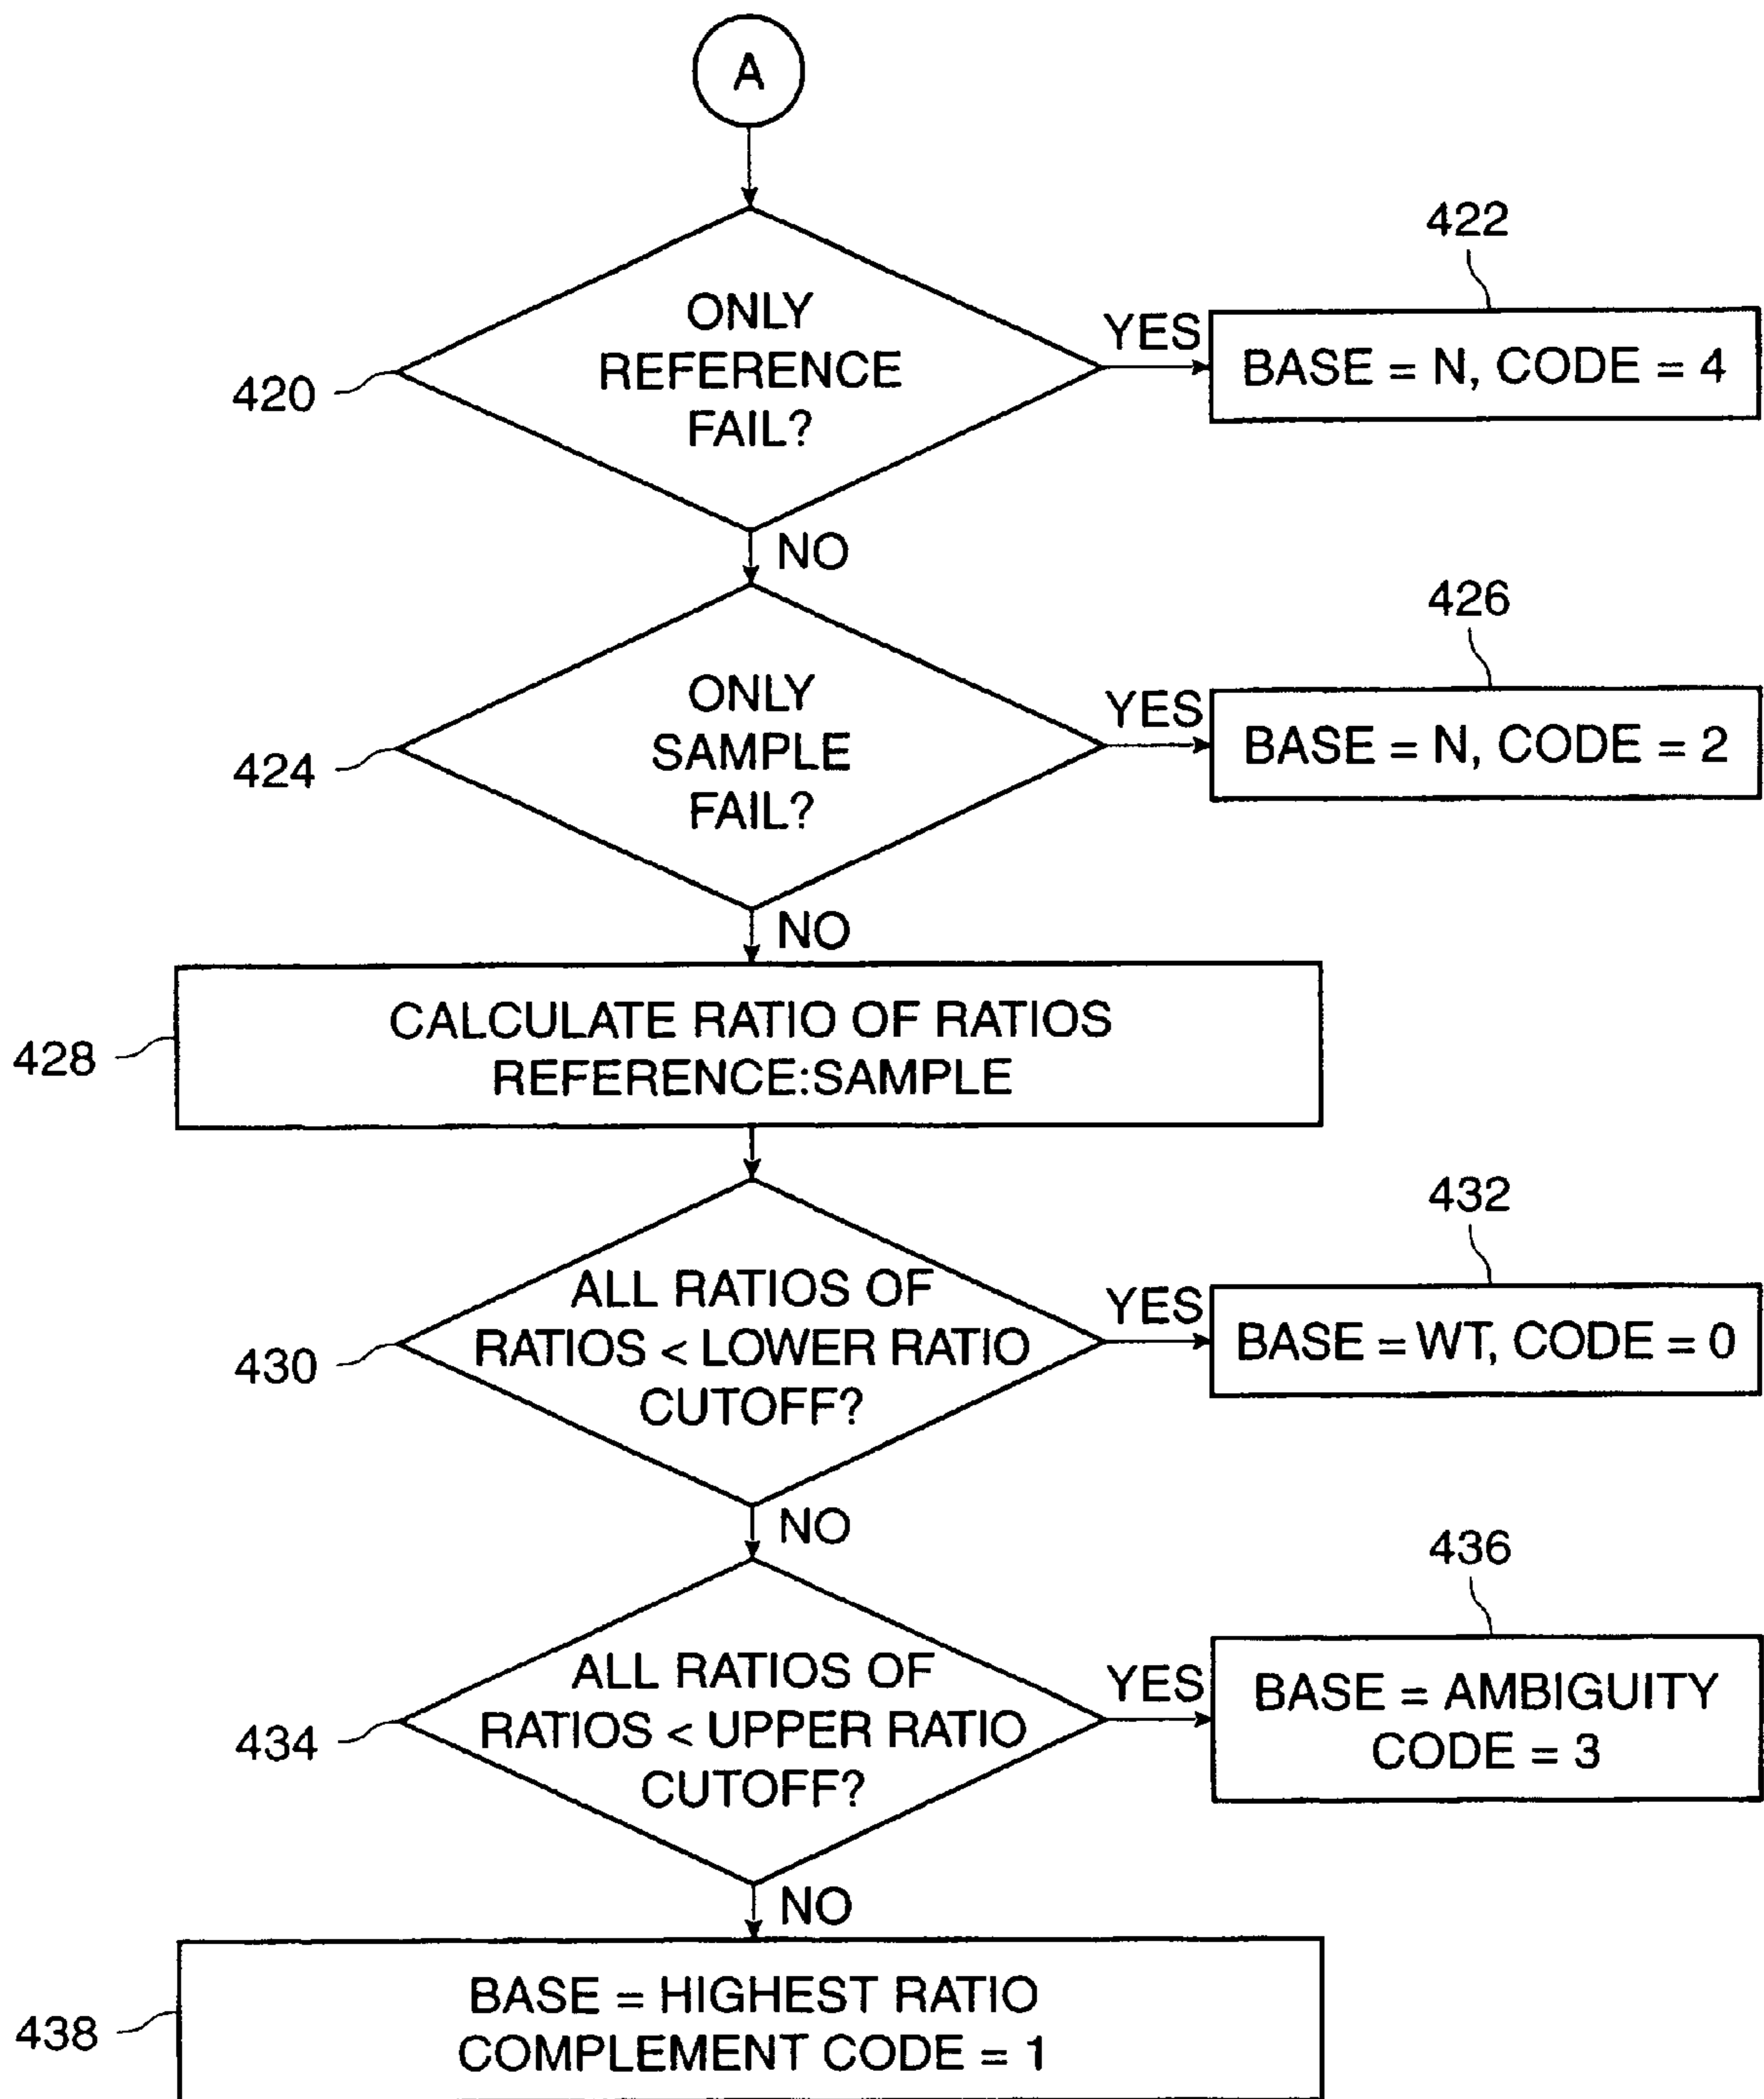 A
ONLY
REFERENCE
FAIL?
420
YES
422
BASE = N, CODE = 4
NO
ONLY
SAMPLE
FAIL?
424
YES
426
BASE = N, CODE = 2
NO
CALCULATE RATIO OF RATIOS
REFERENCE:SAMPLE
428
ALL RATIOS OF
RATIOS < LOWER RATIO
CUTOFF?
430
YES
432
BASE = WT, CODE = 0
NO
ALL RATIOS OF
RATIOS < UPPER RATIO
CUTOFF?
434
YES
436
BASE = AMBIGUITY
CODE = 3
NO
BASE = HIGHEST RATIO
COMPLEMENT CODE = 1
438